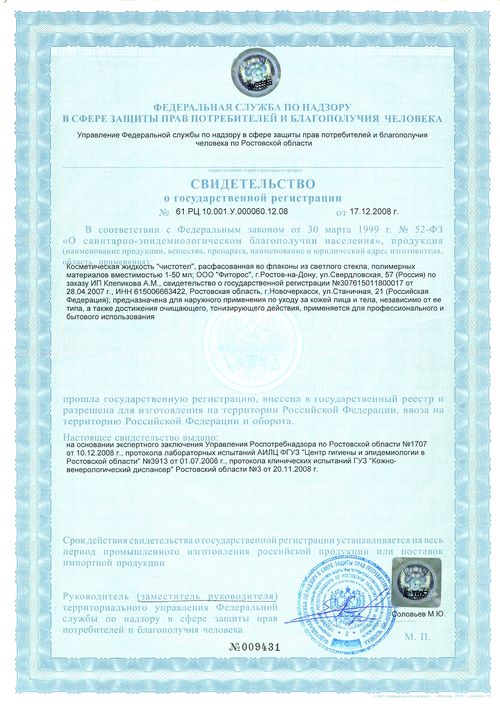 ФЕДЕРАЛЬНАЯ СЛУЖБА ПО НАДЗОРУ
В СФЕРЕ ЗАЩИТЫ ПРАВ ПОТРЕБИТЕЛЕЙ И БЛАГОПОЛУЧИЯ ЧЕЛОВЕКА
Управление Федеральной службы по надзору в сфере защиты прав потребителей и благополучия
человека по Ростовской области
(наименование территориального органа)
СВИДЕТЕЛЬСТВО
о государственной регистрации
№ 61.РЦ.10.001.У.000060.12.08 от 17.12.2008 г.
В соответствии с Федеральным законом от 30 марта 1999 г. № 52-ФЗ
«О санитарно-эпидемиологическом благополучии населения», продукция
(наименование продукции, вещества, препарата, наименование и юридический адрес изготовителя,
область применения)
Косметическая жидкость "чистотел", расфасованная во флаконы из светлого стекла, полимерных
материалов вместимостью 1-50 мл; ООО "Фиторос", г.Ростов-на-Дону, ул.Свердловская, 57 (Россия) по
заказу ИП Клепикова А.М., свидетельство о государственной регистрации №307615011800017 от
28.04.2007 г., ИНН 615006663422, Ростовская область, г.Новочеркасск, ул.Станичная, 21 (Российская
Федерация); предназначена для наружного применения по уходу за кожей лица и тела, независимо от ее
типа, а также достижения очищающего, тонизирующего действия, применяется для профессионального и
бытового использования
прошла государственную регистрацию, внесена в государственный реестр и
разрешена для изготовления на территории Российской Федерации, ввоза на
территорию Российской Федерации и оборота.
Настоящее свидетельство выдано:
на основании экспертного заключения Управления Роспотребнадзора по Ростовской области №1707
от 10.12.2008 г., протокола лабораторных испытаний АИЛЦ ФГУЗ "Центр гигиены и эпидемиологии в
Ростовской области" №3913 от 01.07.2008 г., протокола клинических испытаний ГУЗ "Кожно-
венерологический диспансер" Ростовской области №3 от 20.11.2008 г.
Срок действия свидетельства о государственной регистрации устанавливается на весь
период промышленного изготовления российской продукции или поставок
импортной продукции
Руководитель (заместитель руководителя)
территориального управления Федеральной
службы по надзору в сфере защиты прав
потребителей и благополучия человека
Соловьев М.Ю.
М. П.
№009431